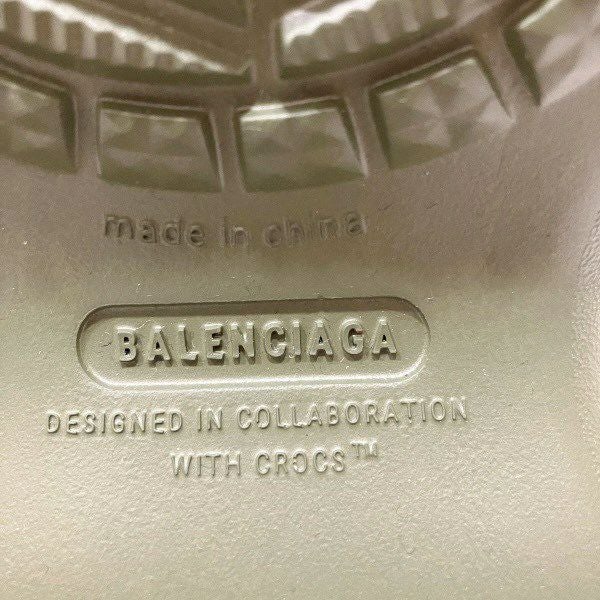 made in china
BALENCIAGA
DESIGNED IN COLLABORATION
WITH CROCS™